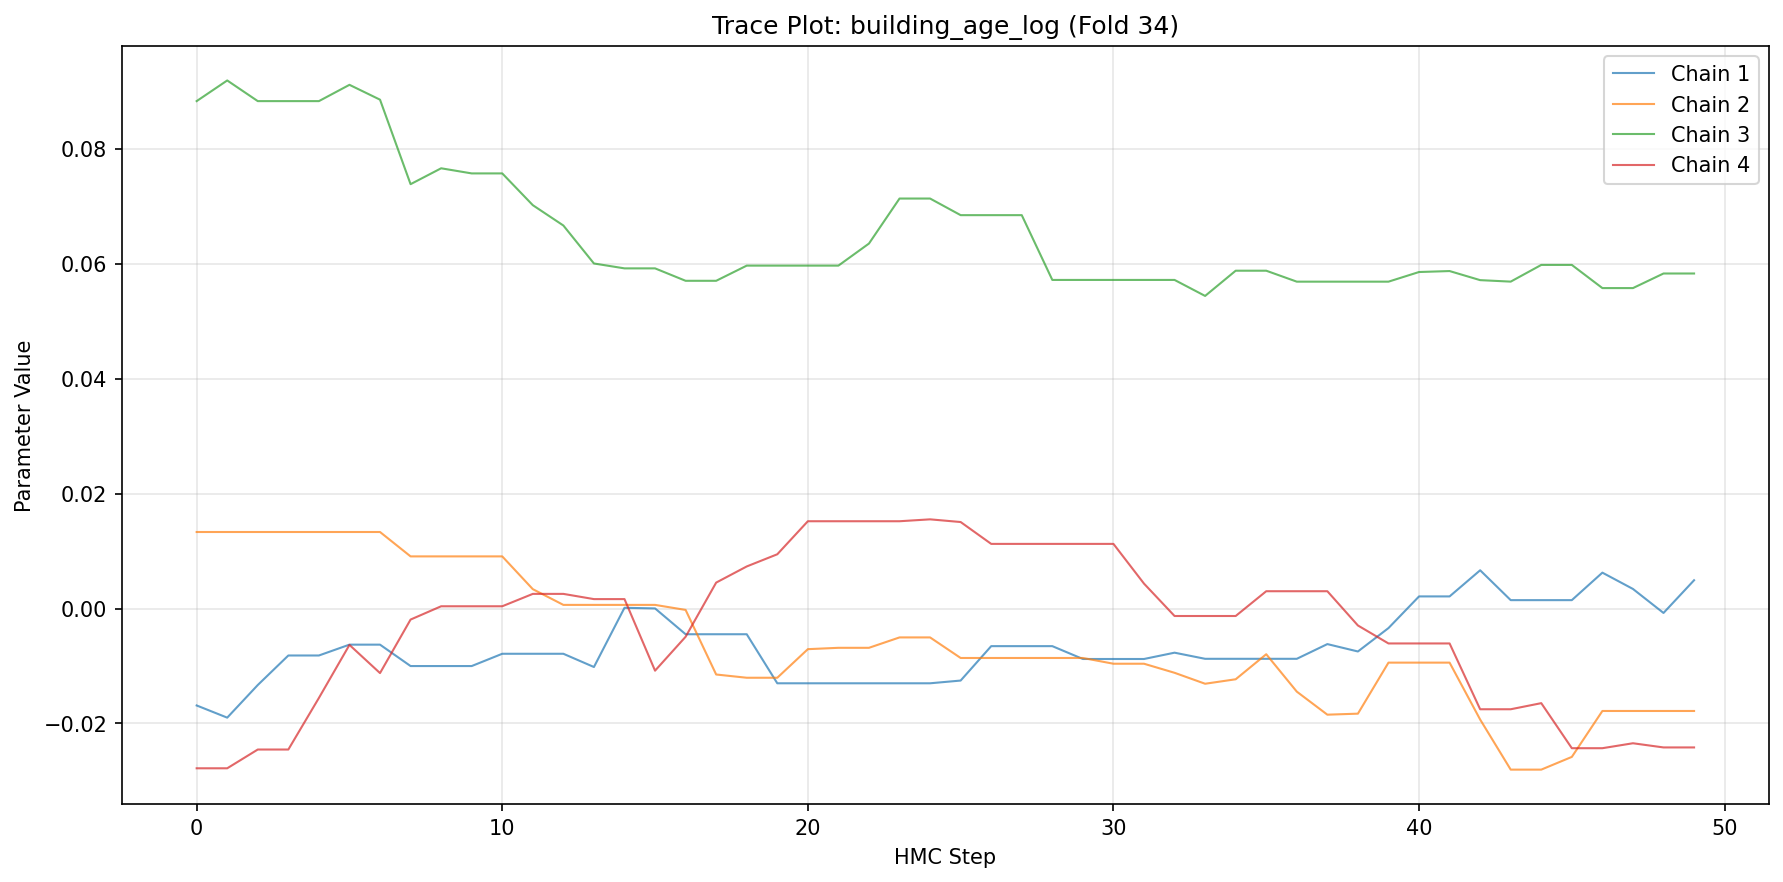 Trace Plot: building_age_log (Fold 34)
Chain 1
Chain 2
Chain 3
Chain 4
0.08
0.06
0.04
0.02
0.00
−0.02
Parameter Value
0 10 20 30 40 50
HMC Step